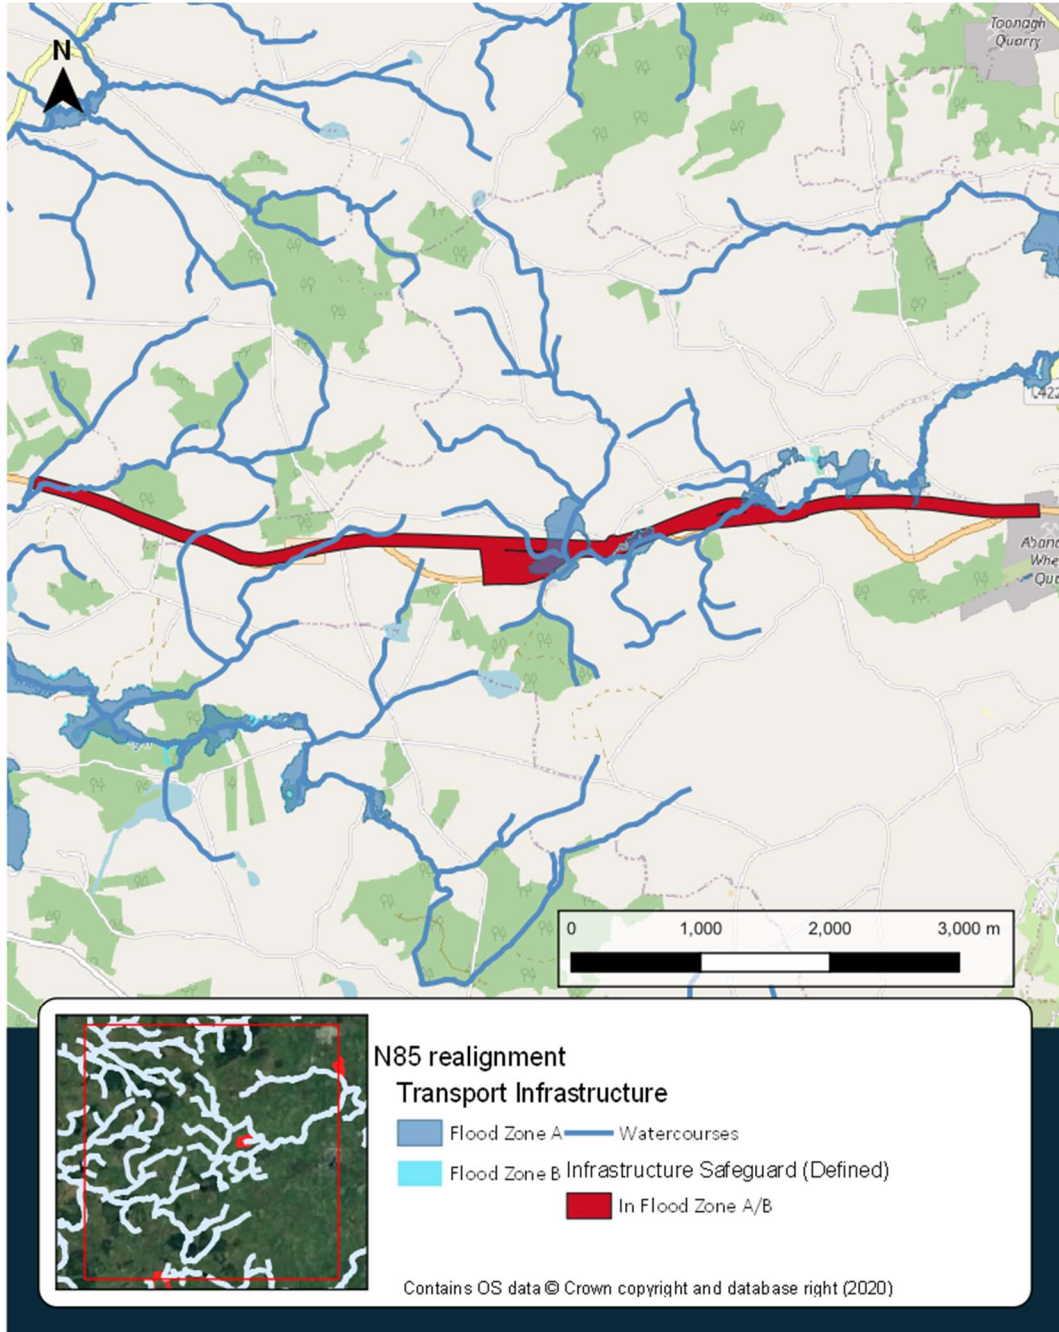 Toonagh
Quarry
N
0
1,000
2,000
3,000 m
N85 realignment
Transport Infrastructure
Flood Zone A
Watercourses
Flood Zone B
Infrastructure Safeguard (Defined)
In Flood Zone A/B
Contains OS data © Crown copyright and database right (2020)